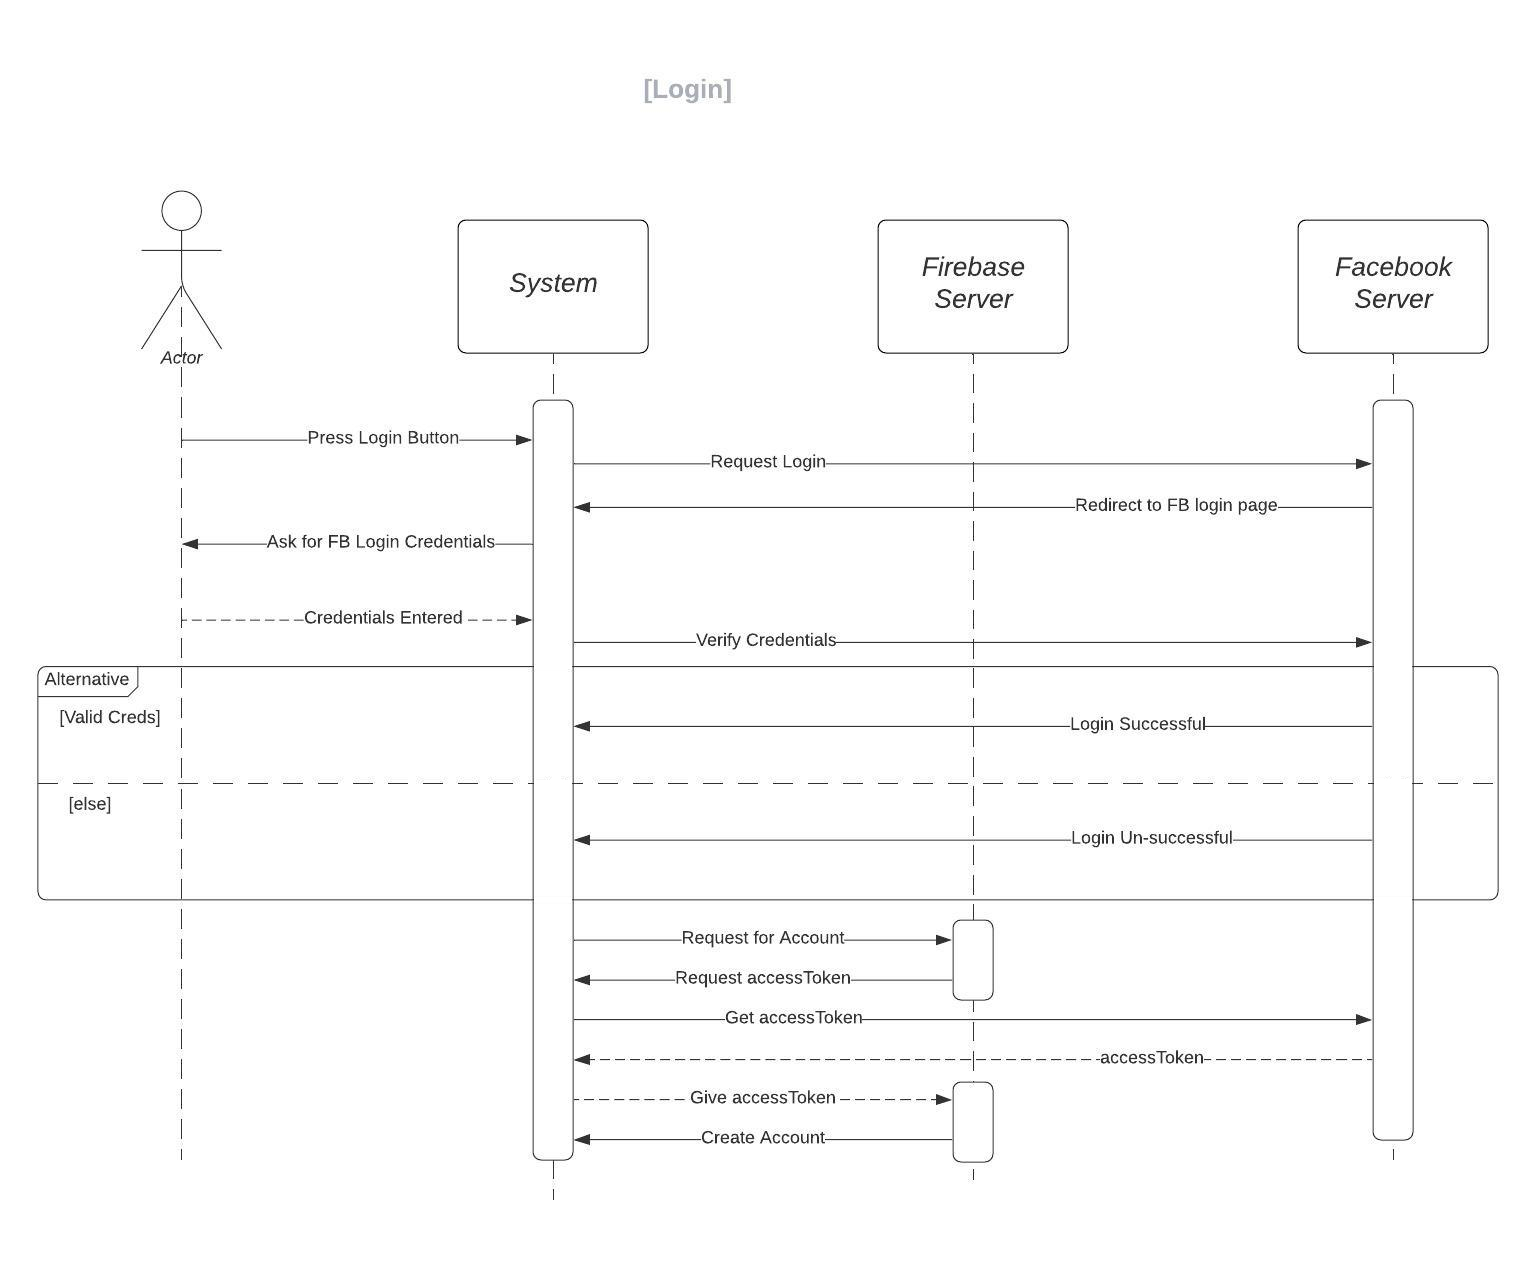 [Login]
Actor
System
Firebase
Server
Facebook
Server
Press Login Button
Request Login
Redirect to FB login page
Ask for FB Login Credentials
Credentials Entered
Verify Credentials
Alternative
[Valid Creds]
Login Successful
[else]
Login Un-successful
Request for Account
Request accessToken
Get accessToken
accessToken
Give accessToken
Create Account